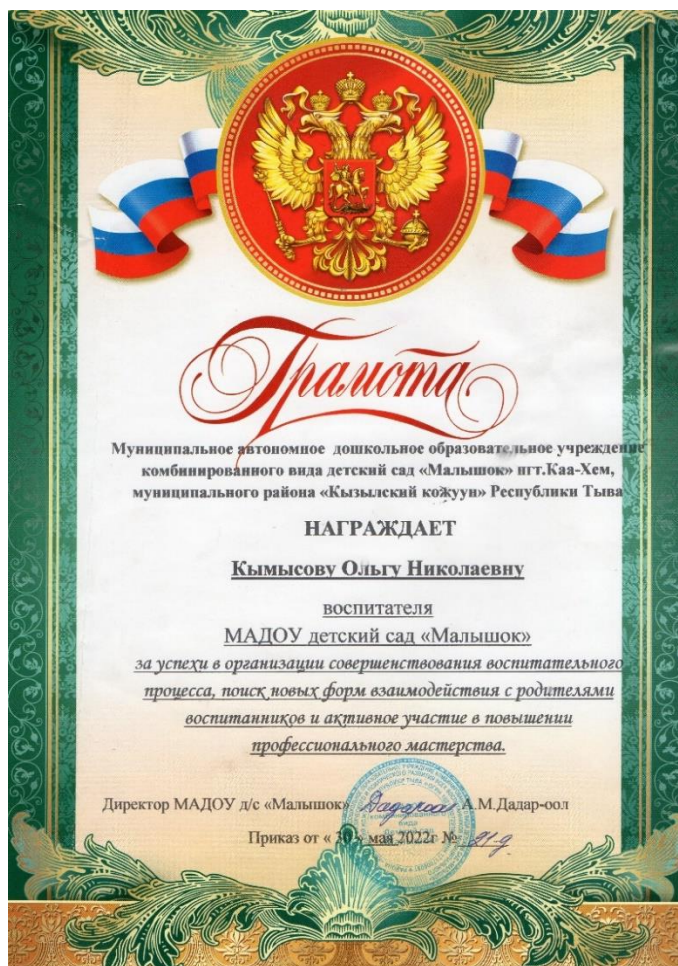 Грамота
Муниципальное автономное дошкольное образовательное учреждение
комбинированного вида детский сад «Малышок» пгт.Каа-Хем,
муниципального района «Кызылский кожуун» Республики Тыва
НАГРАЖДАЕТ
Кымысову Ольгу Николаевну
воспитателя
МАДОУ детский сад «Малышок»
за успехи в организации совершенствования воспитательного
процесса, поиск новых форм взаимодействия с родителями
воспитанников и активное участие в повышении
профессионального мастерства.
Директор МАДОУ д/с «Малышок» А.М.Дадар-оол
Приказ от « 30 » мая 2022г № 21-д